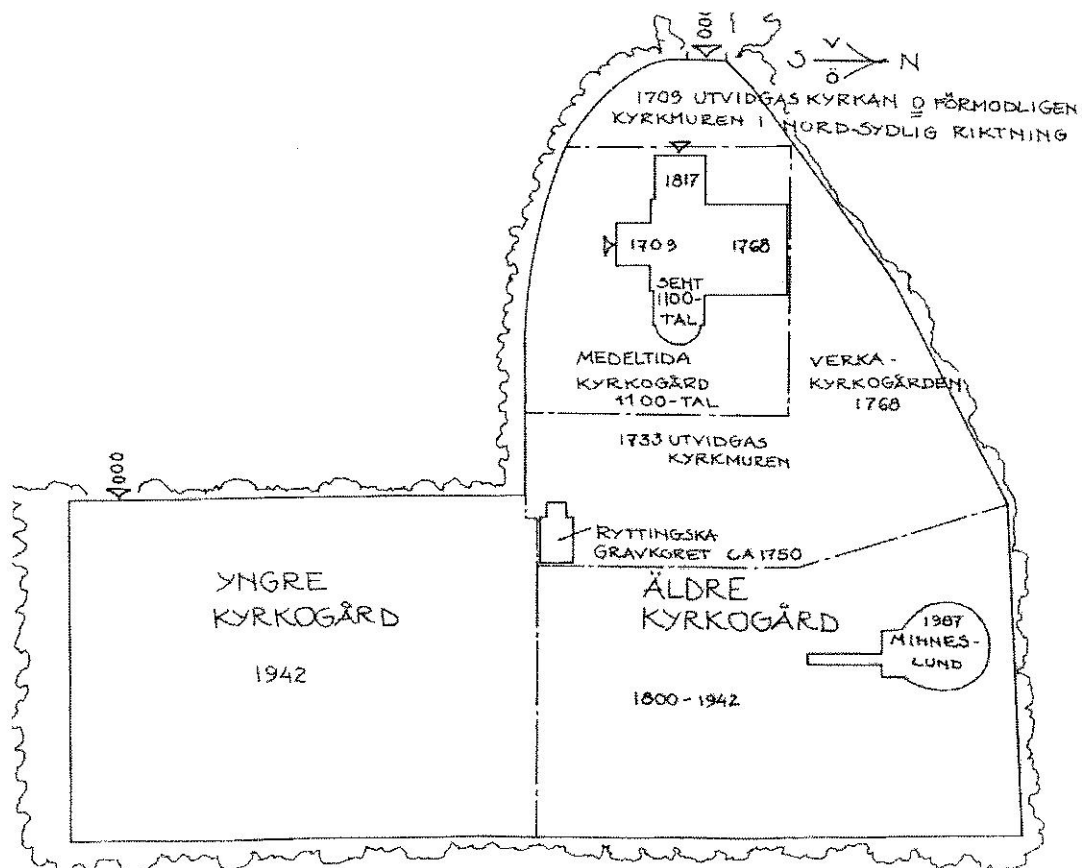 S V Ö N
1709 UTVIDGAS KYRKAN O FÖRMODLIGEN
KYRKMUREN I NORD-SYDLIG RIKTNING
1817
1709
1768
SENT
1100-
TAL
MEDELTIDA
KYRKOGÅRD
1100-TAL
VERKA-
KYRKOGÅRDEN
1768
1733 UTVIDGAS
KYRKMUREN
RYTTINGSKA
GRAVKORET CA 1750
YNGRE
KYRKOGÅRD
1942
ÄLDRE
KYRKOGÅRD
1800-1942
1987
MINNES-
LUND